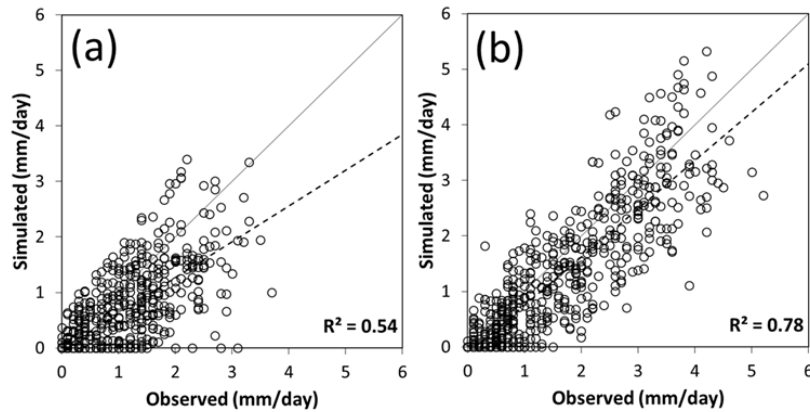 (a)
6
5
4
3
2
1
0
Simulated (mm/day)
R² = 0.54
0 1 2 3 4 5 6
Observed (mm/day)
(b)
6
5
4
3
2
1
0
Simulated (mm/day)
R² = 0.78
0 1 2 3 4 5 6
Observed (mm/day)